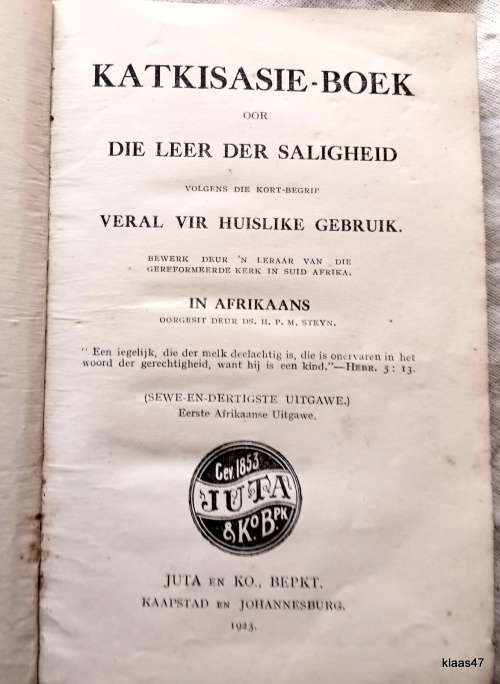 KATKISASIE-BOEK
OOR
DIE LEER DER SALIGHEID
VOLGENS DIE KORT-BEGRIP
VERAL VIR HUISLIKE GEBRUIK.
BEWERK DEUR 'N LERAAR VAN DIE
GEREFORMEERDE KERK IN SUID AFRIKA.
IN AFRIKAANS
OORGESIT DEUR DS. H. P. M. STEYN.
" Een iegelijk, die der melk deelachtig is, die is onervaren in het
woord der gerechtigheid, want hij is een kind."—HEBR. 5 : 13.
(SEWE-EN-DERTIGSTE UITGAWE.)
Eerste Afrikaanse Uitgawe.
Gev. 1853
JUTA
& Ko BPK
JUTA EN KO., BEPKT.
KAAPSTAD EN JOHANNESBURG.
1923.
klaas47